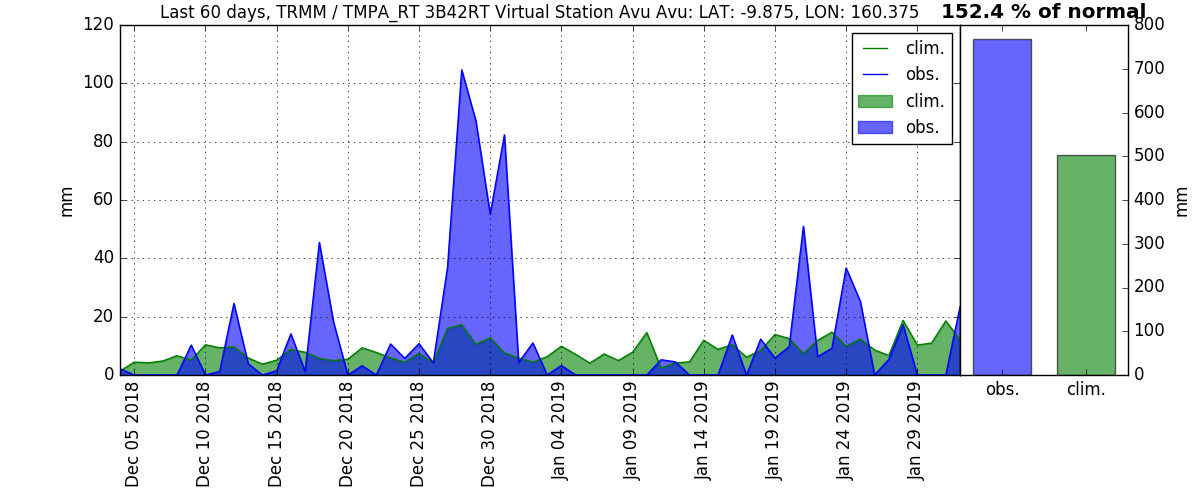 Last 60 days, TRMM / TMPA_RT 3B42RT Virtual Station Avu Avu: LAT: -9.875, LON: 160.375
152.4 % of normal
120
100
80
60
40
20
0
mm
clim.
obs.
clim.
obs.
Dec 05 2018
Dec 10 2018
Dec 15 2018
Dec 20 2018
Dec 25 2018
Dec 30 2018
Jan 04 2019
Jan 09 2019
Jan 14 2019
Jan 19 2019
Jan 24 2019
Jan 29 2019
800
700
600
500
400
300
200
100
0
mm
obs.
clim.